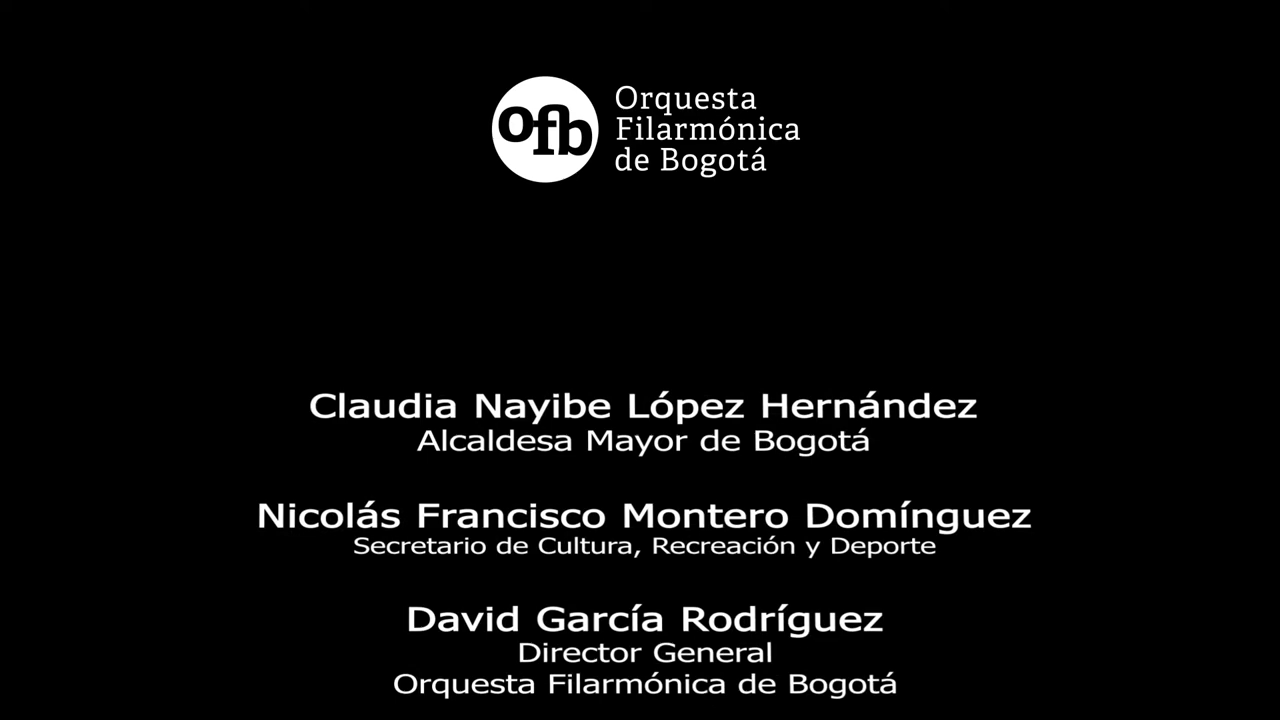 ofb
Orquesta
Filarmónica
de Bogotá
Claudia Nayibe López Hernández
Alcaldesa Mayor de Bogotá
Nicolás Francisco Montero Domínguez
Secretario de Cultura, Recreación y Deporte
David García Rodríguez
Director General
Orquesta Filarmónica de Bogotá